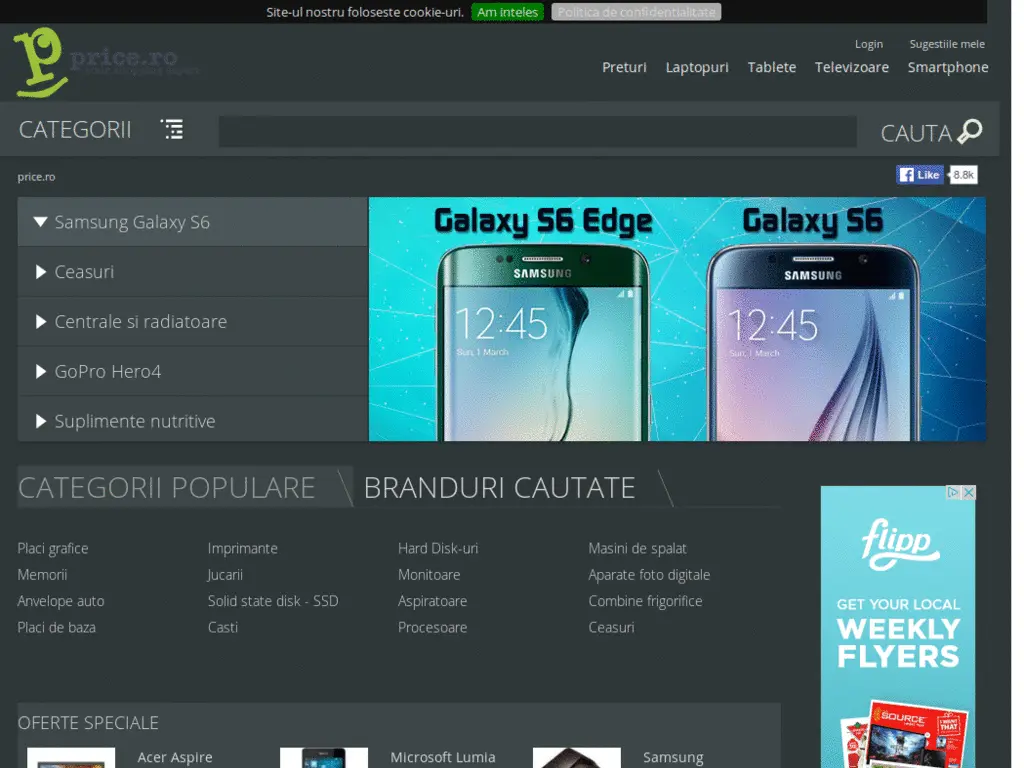 Site-ul nostru foloseste cookie-uri. Am inteles Politica de confidentialitate
price.ro
Login Sugestiile mele
Preturi Laptopuri Tablete Televizoare Smartphone
CATEGORII CAUTA
price.ro
Like 8.8k
Samsung Galaxy S6
Ceasuri
Centrale si radiatoare
GoPro Hero4
Suplimente nutritive
Galaxy S6 Edge Galaxy S6
SAMSUNG SAMSUNG
12:45 12:45
Sun, 1 March Sun, 1 March
CATEGORII POPULARE BRANDURI CAUTATE
Placi grafice Imprimante Hard Disk-uri Masini de spalat
Memorii Jucarii Monitoare Aparate foto digitale
Anvelope auto Solid state disk - SSD Aspiratoare Combine frigorifice
Placi de baza Casti Procesoare Ceasuri
flipp
GET YOUR LOCAL
WEEKLY
FLYERS
SOURCE
I WANT
THAT
OFERTE SPECIALE
Acer Aspire Microsoft Lumia Samsung